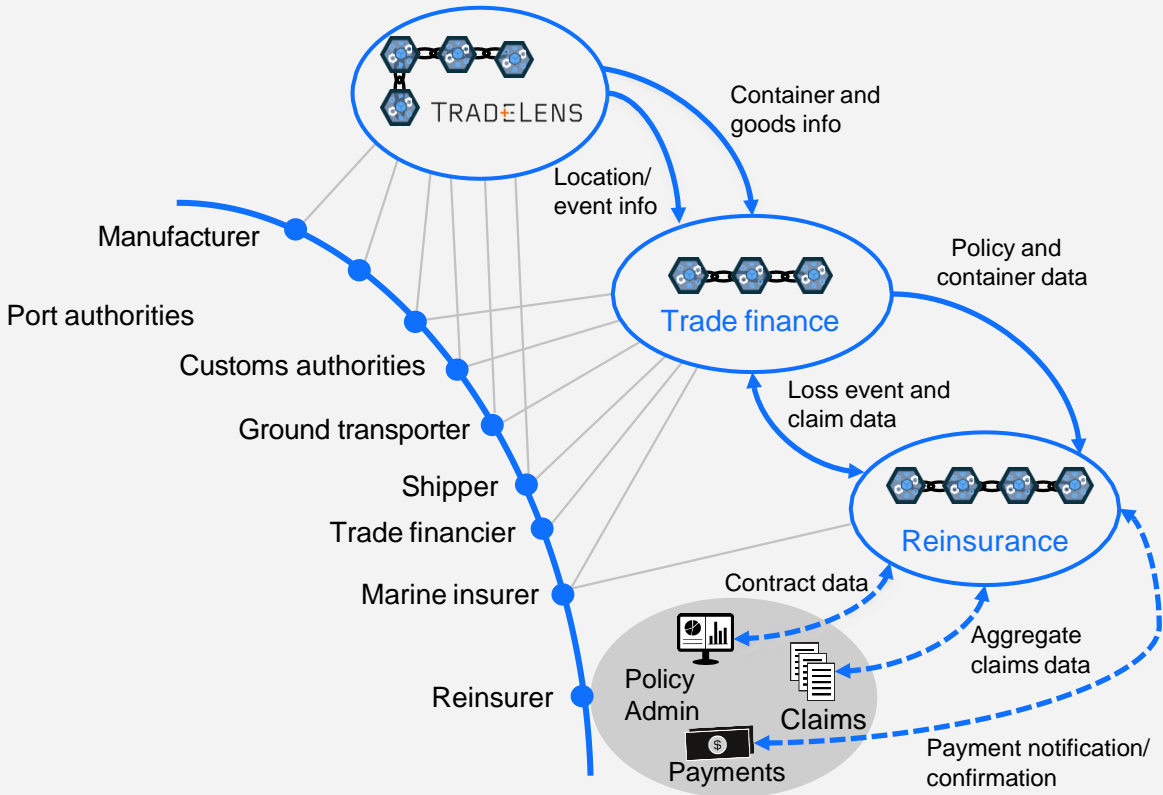 TRADELENS
Container and
goods info
Location/
event info
Manufacturer
Policy and
container data
Port authorities
Trade finance
Customs authorities
Loss event and
claim data
Ground transporter
Shipper
Trade financier
Reinsurance
Marine insurer
Contract data
Aggregate
claims data
Policy
Admin
Reinsurer
Claims
$
Payments
Payment notification/
confirmation